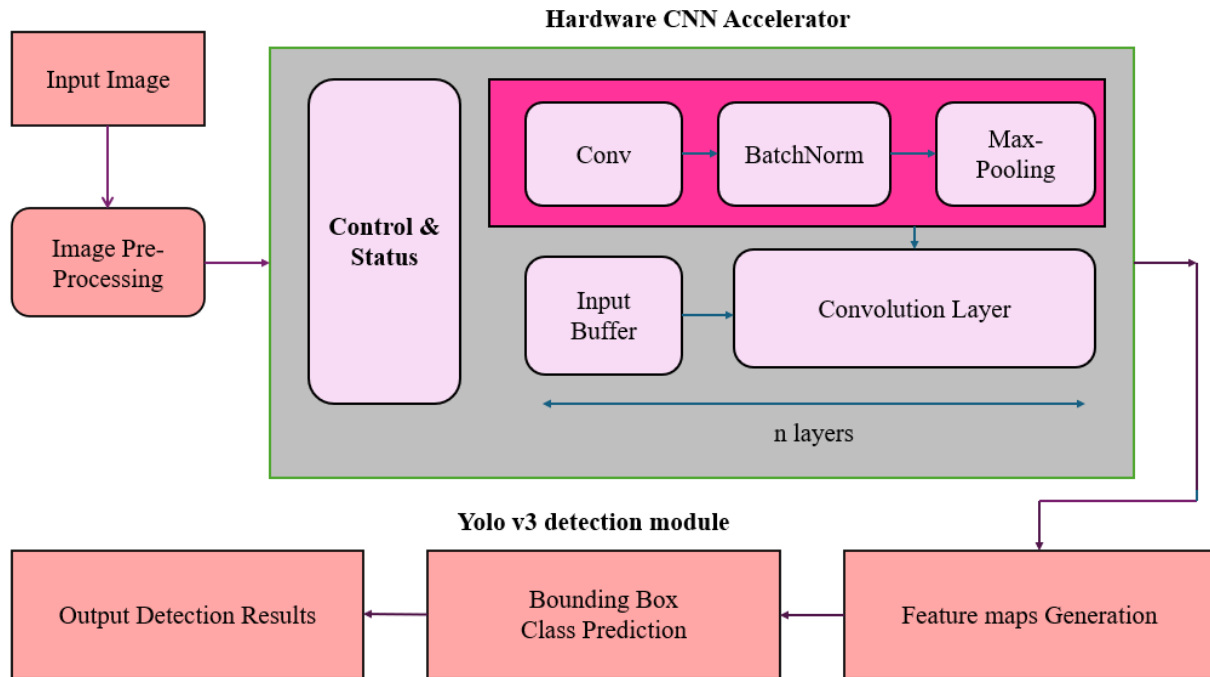 Hardware CNN Accelerator
Input Image
Image Pre-
Processing
Control &
Status
Conv
BatchNorm
Max-
Pooling
Input
Buffer
Convolution Layer
n layers
Yolo v3 detection module
Output Detection Results
Bounding Box
Class Prediction
Feature maps Generation